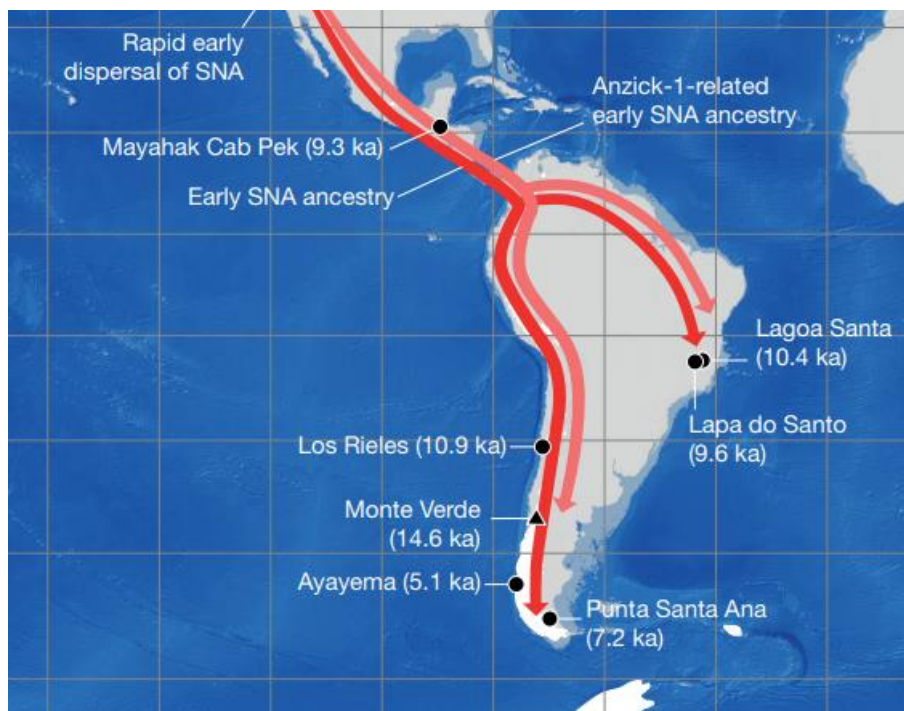 Rapid early
dispersal of SNA
Anzick-1-related
early SNA ancestry
Mayahak Cab Pek (9.3 ka)
Early SNA ancestry
Lagoa Santa
(10.4 ka)
Lapa do Santo
(9.6 ka)
Los Rieles (10.9 ka)
Monte Verde
(14.6 ka)
Ayayema (5.1 ka)
Punta Santa Ana
(7.2 ka)